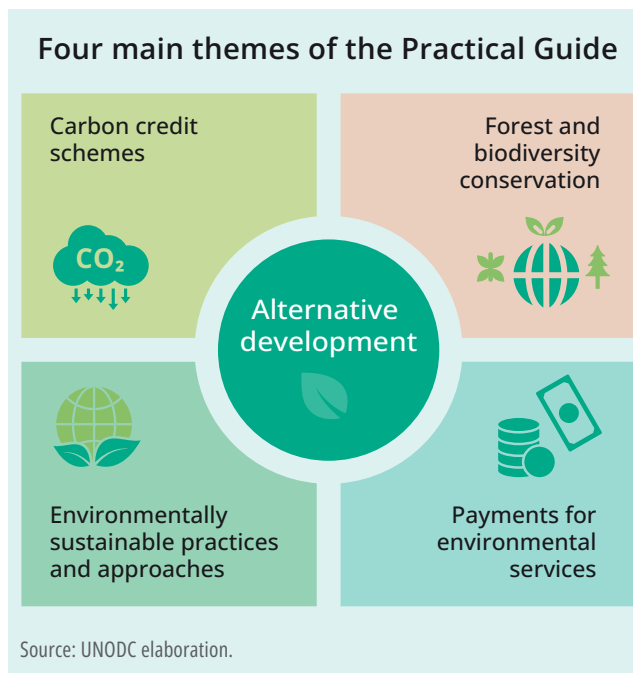 Four main themes of the Practical Guide
Carbon credit
schemes
CO₂
Forest and
biodiversity
conservation
Alternative
development
Environmentally
sustainable practices
and approaches
Payments for
environmental
services
Source: UNODC elaboration.